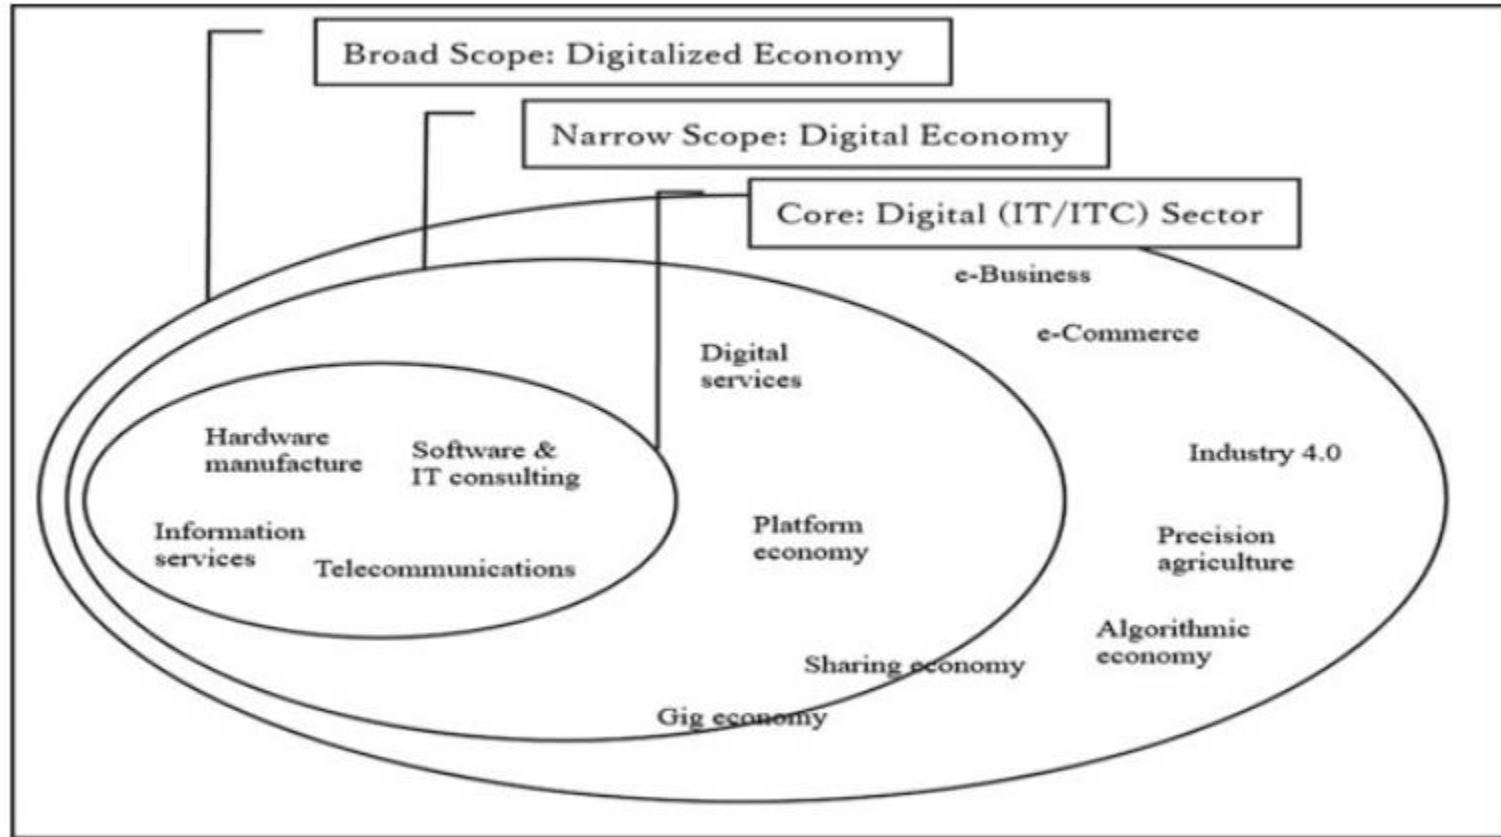 Broad Scope: Digitalized Economy
Narrow Scope: Digital Economy
Core: Digital (IT/ITC) Sector
e-Business
e-Commerce
Digital
services
Hardware
manufacture
Software &
IT consulting
Industry 4.0
Information
services
Telecommunications
Platform
economy
Precision
agriculture
Algorithmic
economy
Sharing economy
Gig economy